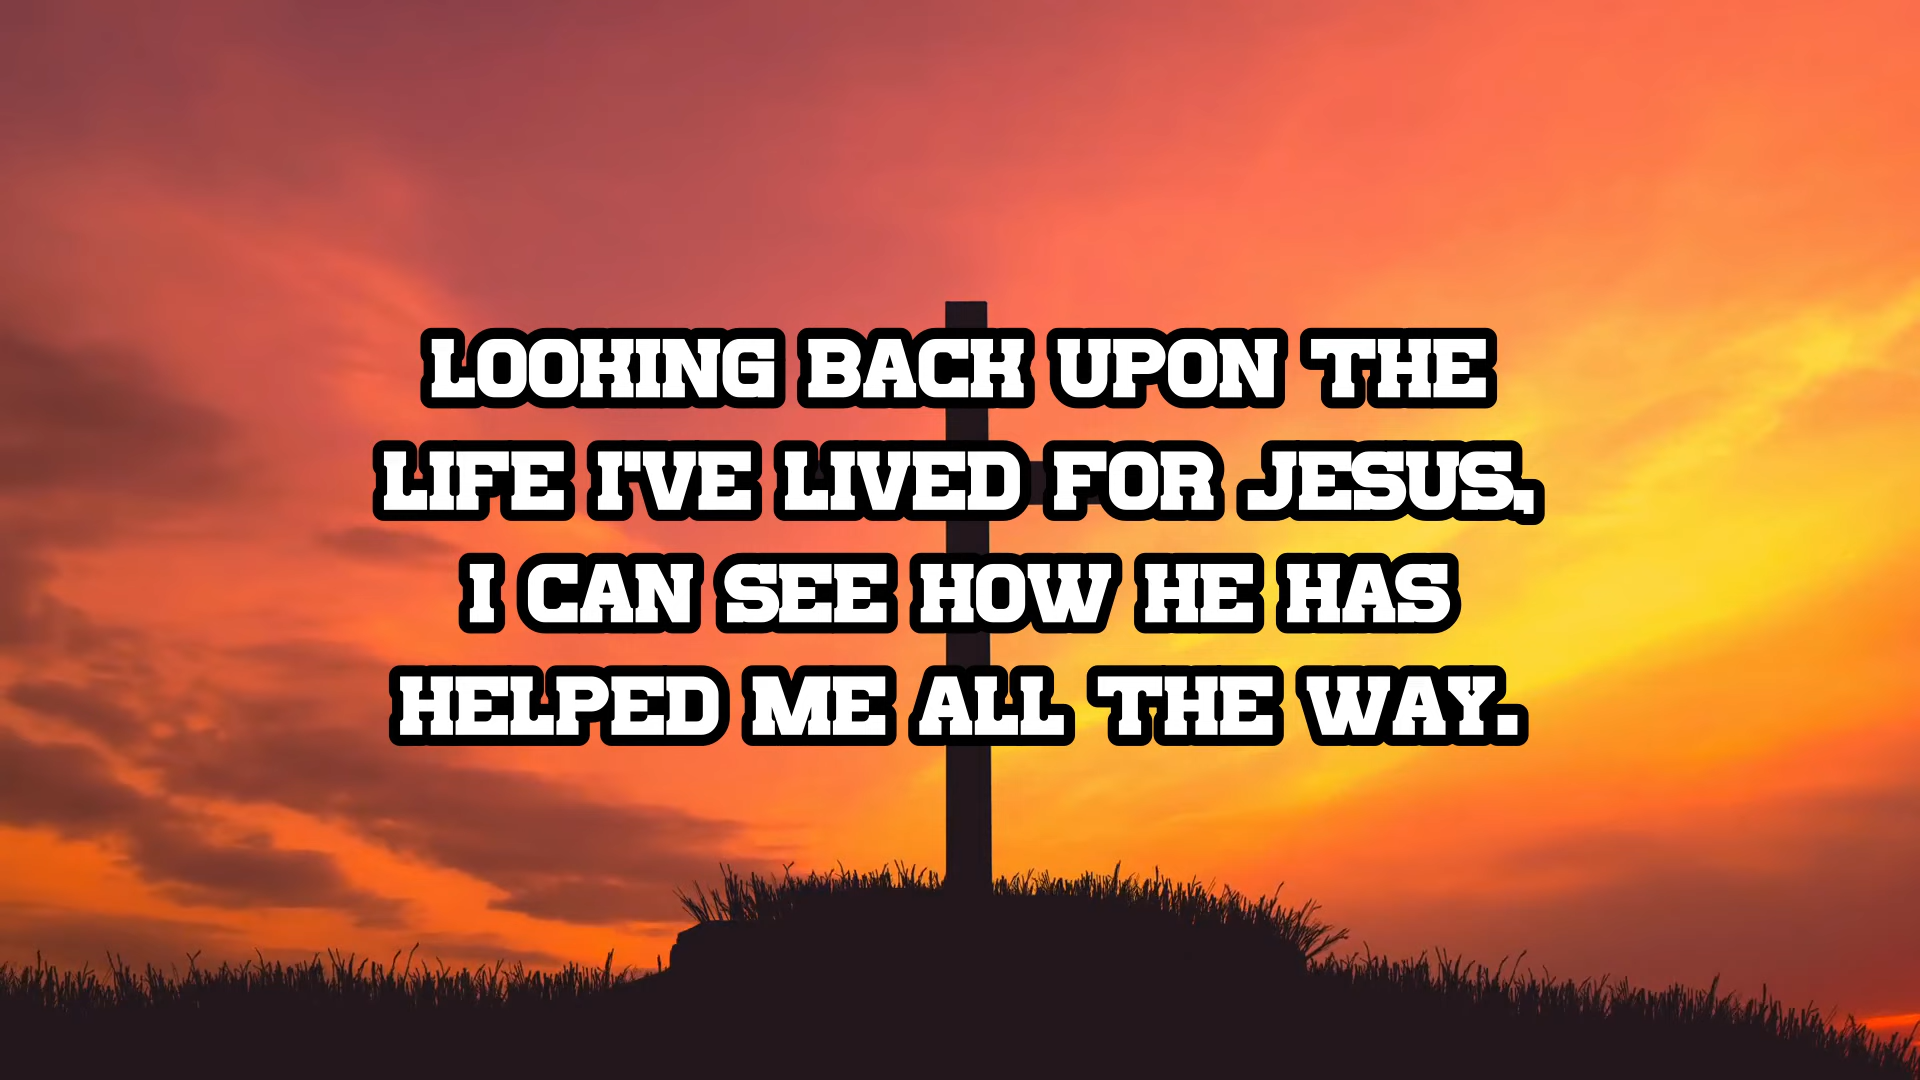 LOOKING BACK UPON THE
LIFE I'VE LIVED FOR JESUS,
I CAN SEE HOW HE HAS
HELPED ME ALL THE WAY.